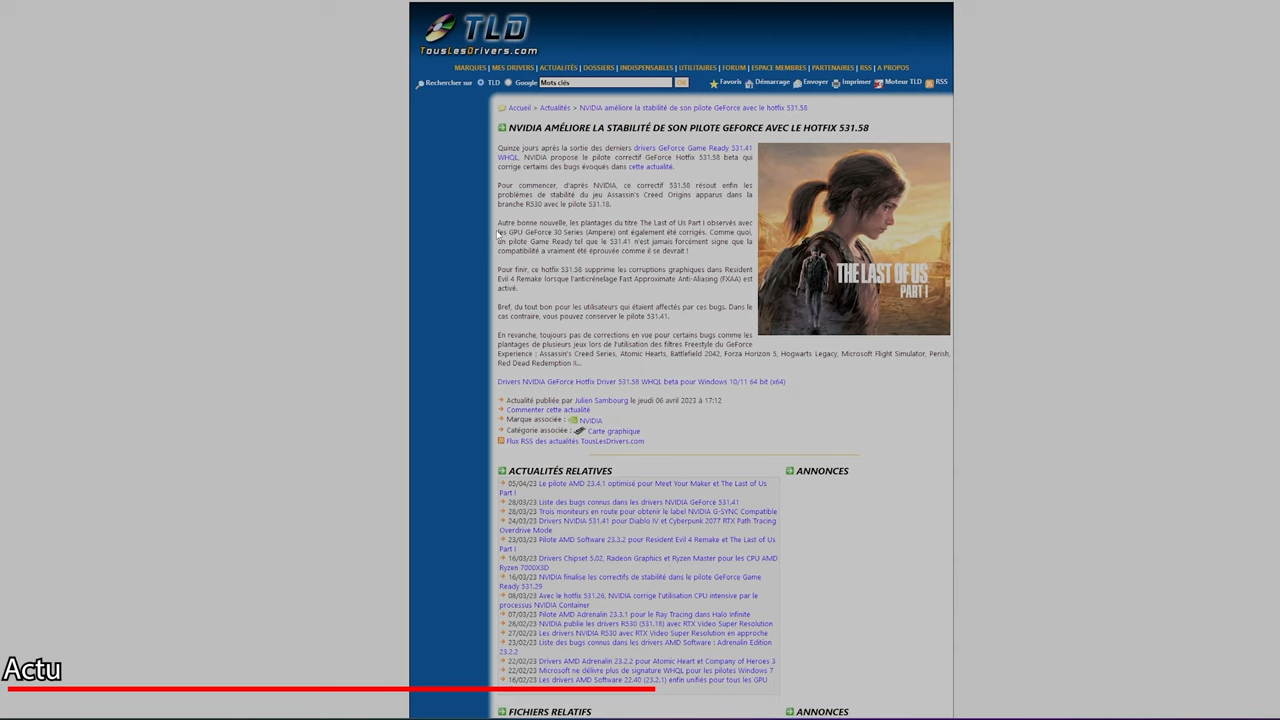 TLD
TousLesDrivers.com
MARQUES | MES DRIVERS | ACTUALITÉS | DOSSIERS | INDISPENSABLES | UTILITAIRES | FORUM | ESPACE MEMBRES | PARTENAIRES | RSS | A PROPOS
Rechercher sur TLD Google Mots clés OK Favoris Démarrage Envoyer Imprimer Moteur TLD RSS
Accueil > Actualités > NVIDIA améliore la stabilité de son pilote GeForce avec le hotfix 531.58
NVIDIA AMÉLIORE LA STABILITÉ DE SON PILOTE GEFORCE AVEC LE HOTFIX 531.58
Quinze jours après la sortie des derniers drivers GeForce Game Ready 531.41
WHQL, NVIDIA propose le pilote correctif GeForce Hotfix 531.58 beta qui
corrige certains des bugs évoqués dans cette actualité.
Pour commencer, d'après NVIDIA, ce correctif 531.58 résout enfin les
problèmes de stabilité du jeu Assassin's Creed Origins apparus dans la
branche R530 avec le pilote 531.18.
Autre bonne nouvelle, les plantages du titre The Last of Us Part I observés avec
les GPU GeForce 30 Series (Ampere) ont également été corrigés. Comme quoi,
un pilote Game Ready tel que le 531.41 n'est jamais forcément signe que la
compatibilité a vraiment été éprouvée comme il se devrait !
Pour finir, ce hotfix 531.58 supprime les corruptions graphiques dans Resident
Evil 4 Remake lorsque l'anticrénelage Fast Approximate Anti-Aliasing (FXAA) est
activé.
THE LAST OF US
PART I
Bref, du tout bon pour les utilisateurs qui étaient affectés par ces bugs. Dans le
cas contraire, vous pouvez conserver le pilote 531.41.
En revanche, toujours pas de corrections en vue pour certains bugs comme les
plantages de plusieurs jeux lors de l'utilisation des filtres Freestyle du GeForce
Experience : Assassin's Creed Series, Atomic Hearts, Battlefield 2042, Forza Horizon 5, Hogwarts Legacy, Microsoft Flight Simulator, Perish,
Red Dead Redemption II...
Drivers NVIDIA GeForce Hotfix Driver 531.58 WHQL beta pour Windows 10/11 64 bit (x64)
Actualité publiée par Julien Sambourg le jeudi 06 avril 2023 à 17:12
Commenter cette actualité
Marque associée : NVIDIA
Catégorie associée : Carte graphique
Flux RSS des actualités TousLesDrivers.com
ACTUALITÉS RELATIVES
ANNONCES
05/04/23 Le pilote AMD 23.4.1 optimisé pour Meet Your Maker et The Last of Us
Part I
28/03/23 Liste des bugs connus dans les drivers NVIDIA GeForce 531.41
28/03/23 Trois moniteurs en route pour obtenir le label NVIDIA G-SYNC Compatible
24/03/23 Drivers NVIDIA 531.41 pour Diablo IV et Cyberpunk 2077 RTX Path Tracing
Overdrive Mode
23/03/23 Pilote AMD Software 23.3.2 pour Resident Evil 4 Remake et The Last of Us
Part I
16/03/23 Drivers Chipset 5.02, Radeon Graphics et Ryzen Master pour les CPU AMD
Ryzen 7000X3D
16/03/23 NVIDIA finalise les correctifs de stabilité dans le pilote GeForce Game
Ready 531.29
08/03/23 Avec le hotfix 531.26, NVIDIA corrige l'utilisation CPU intensive par le
processus NVIDIA Container
07/03/23 Pilote AMD Adrenalin 23.3.1 pour le Ray Tracing dans Halo Infinite
28/02/23 NVIDIA publie les drivers R530 (531.18) avec RTX Video Super Resolution
27/02/23 Les drivers NVIDIA R530 avec RTX Video Super Resolution en approche
23/02/23 Liste des bugs connus dans les drivers AMD Software : Adrenalin Edition
23.2.2
22/02/23 Drivers AMD Adrenalin 23.2.2 pour Atomic Heart et Company of Heroes 3
22/02/23 Microsoft ne délivre plus de signature WHQL pour les pilotes Windows 7
16/02/23 Les drivers AMD Software 22.40 (23.2.1) enfin unifiés pour tous les GPU
Actu
FICHIERS RELATIFS
ANNONCES